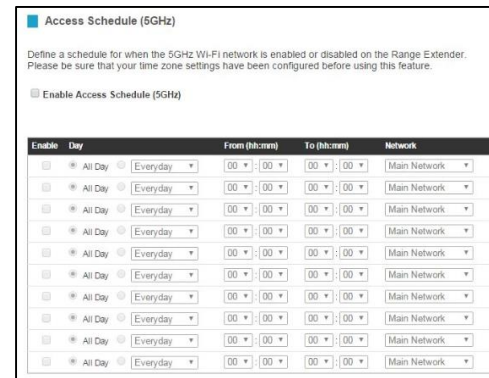 Access Schedule (5GHz)
Define a schedule for when the 5GHz Wi-Fi network is enabled or disabled on the Range Extender.
Please be sure that your time zone settings have been configured before using this feature.
Enable Access Schedule (5GHz)
Enable Day From (hh:mm) To (hh:mm) Network
All Day Everyday 00 : 00 00 : 00 Main Network
All Day Everyday 00 : 00 00 : 00 Main Network
All Day Everyday 00 : 00 00 : 00 Main Network
All Day Everyday 00 : 00 00 : 00 Main Network
All Day Everyday 00 : 00 00 : 00 Main Network
All Day Everyday 00 : 00 00 : 00 Main Network
All Day Everyday 00 : 00 00 : 00 Main Network
All Day Everyday 00 : 00 00 : 00 Main Network
All Day Everyday 00 : 00 00 : 00 Main Network
All Day Everyday 00 : 00 00 : 00 Main Network